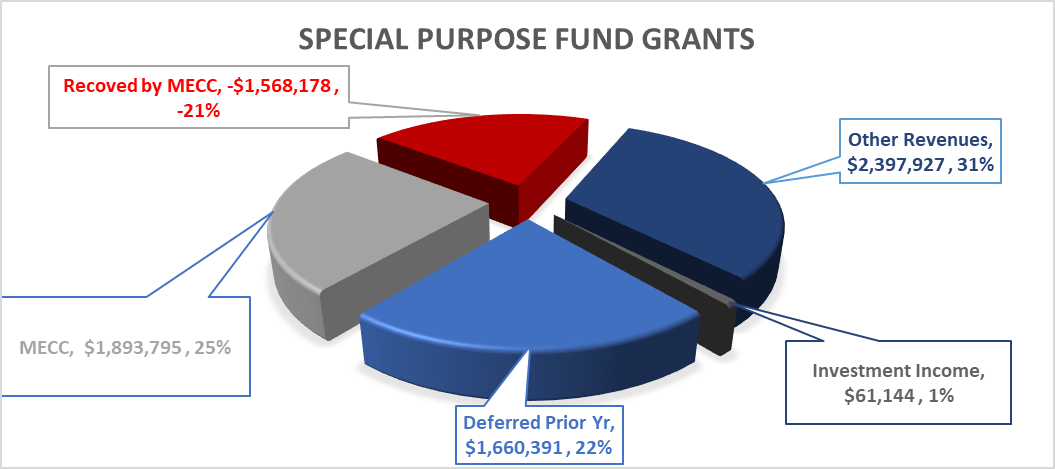 SPECIAL PURPOSE FUND GRANTS
Recoved by MECC, -$1,568,178 ,
-21%
Other Revenues,
$2,397,927 , 31%
MECC,  $1,893,795 , 25%
Investment Income,
$61,144 , 1%
Deferred Prior Yr,
$1,660,391 , 22%